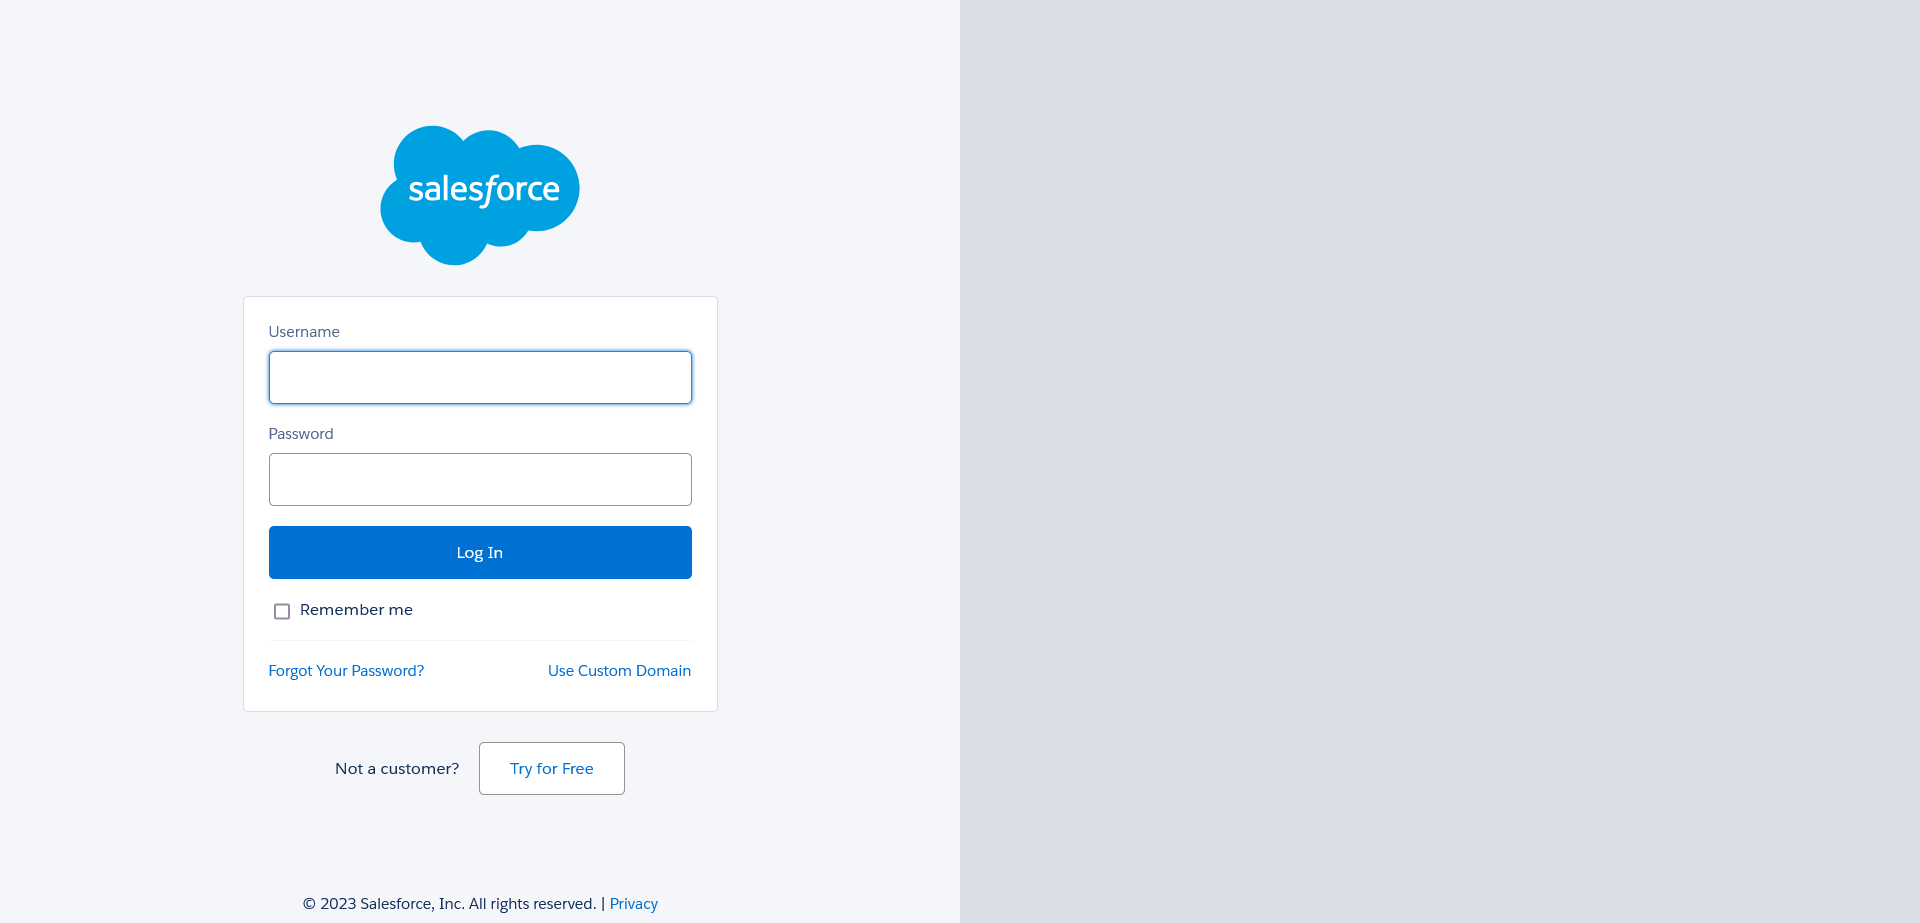 salesforce
Username
Password
Log In
Remember me
Forgot Your Password? Use Custom Domain
Not a customer? Try for Free
© 2023 Salesforce, Inc. All rights reserved. | Privacy